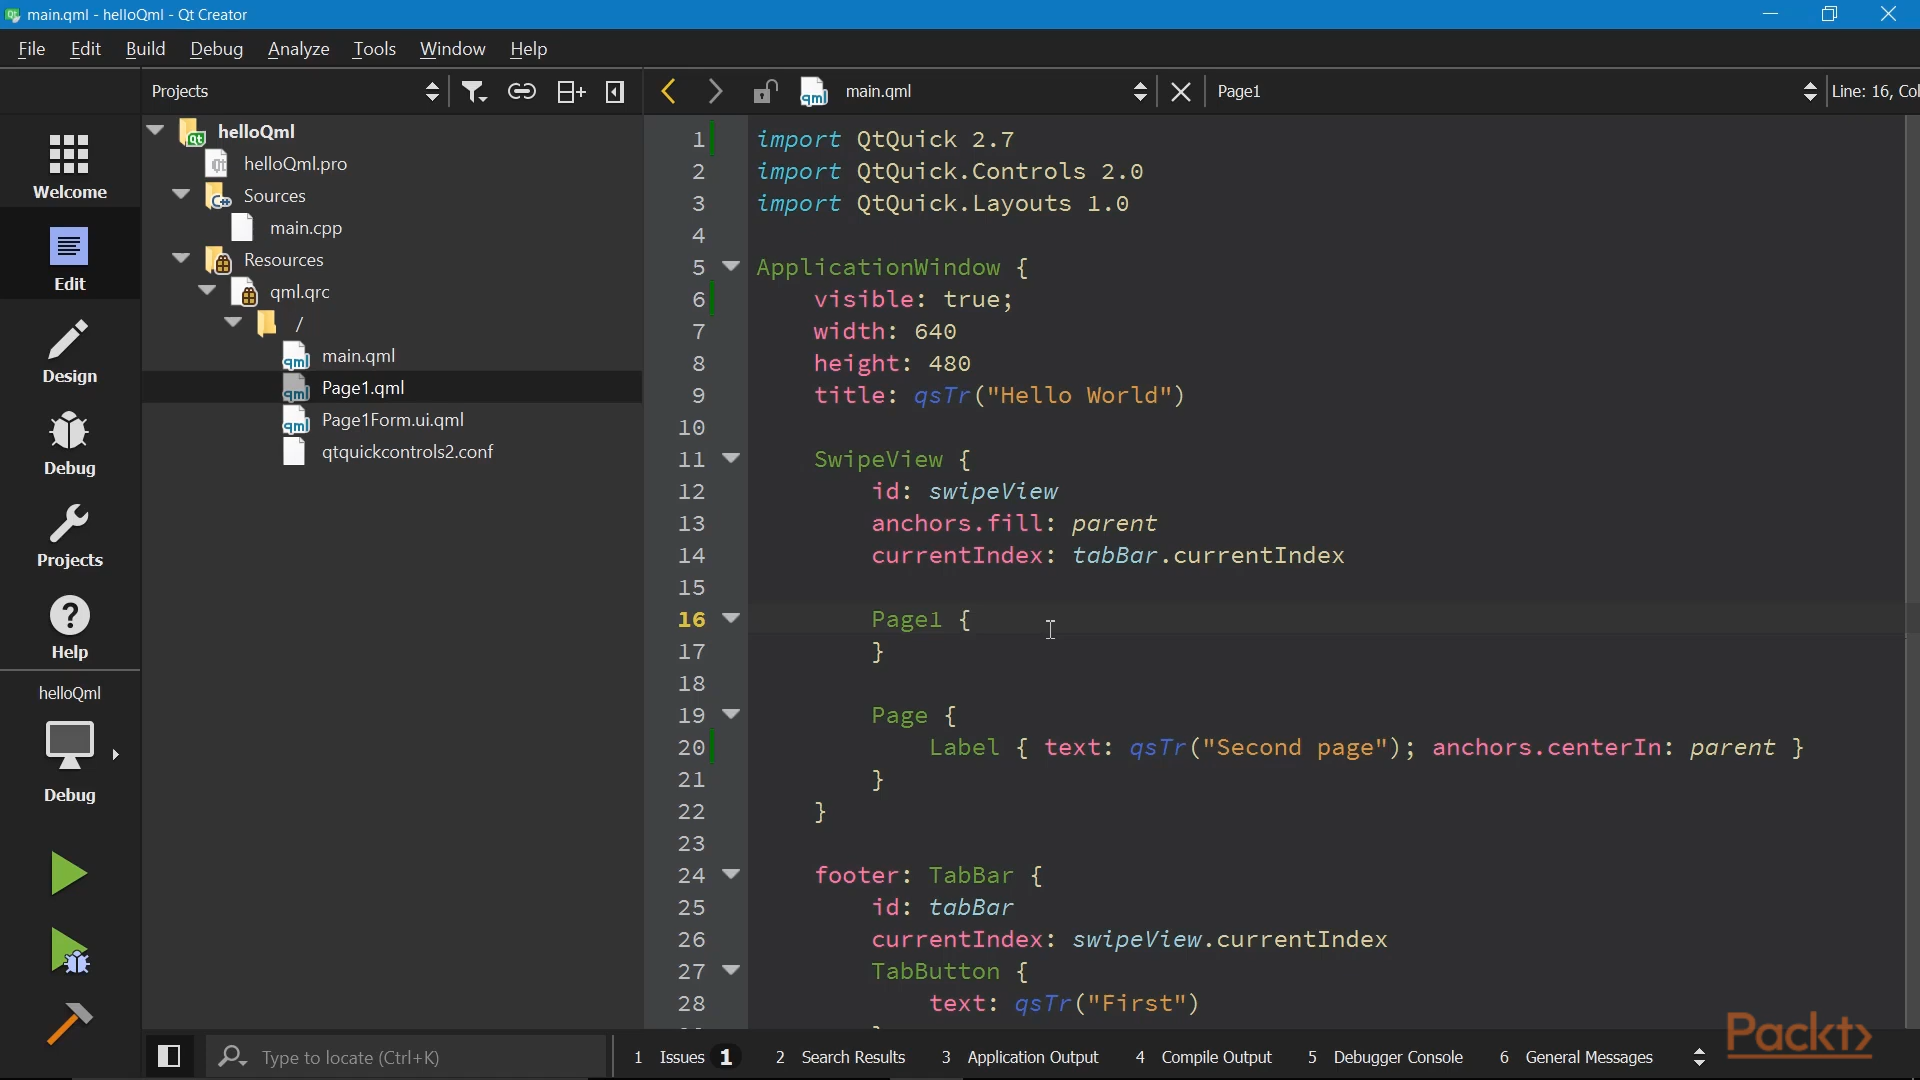 main.qml - helloQml - Qt Creator
File Edit Build Debug Analyze Tools Window Help
Projects
main.qml
Page1
Line: 16, Col
Welcome
Edit
Design
Debug
Projects
Help
helloQml
Debug
helloQml
helloQml.pro
Sources
main.cpp
Resources
qml.qrc
/
main.qml
Page1.qml
Page1Form.ui.qml
qtquickcontrols2.conf
1 import QtQuick 2.7
2 import QtQuick.Controls 2.0
3 import QtQuick.Layouts 1.0
4
5 ApplicationWindow {
6 visible: true;
7 width: 640
8 height: 480
9 title: qsTr("Hello World")
10
11 SwipeView {
12 id: swipeView
13 anchors.fill: parent
14 currentIndex: tabBar.currentIndex
15
16 Page1 {
17 }
18
19 Page {
20 Label { text: qsTr("Second page"); anchors.centerIn: parent }
21 }
22 }
23
24 footer: TabBar {
25 id: tabBar
26 currentIndex: swipeView.currentIndex
27 TabButton {
28 text: qsTr("First")
Type to locate (Ctrl+K)
1 Issues 1 2 Search Results 3 Application Output 4 Compile Output 5 Debugger Console 6 General Messages
Packt>